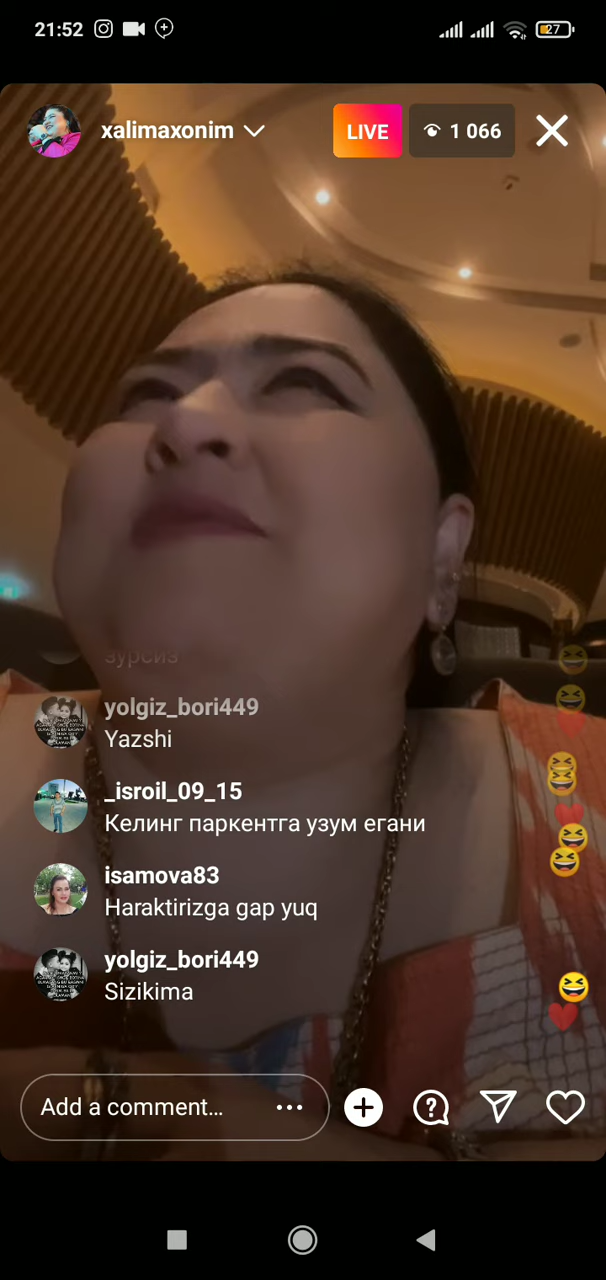 21:52
27
xalimaxonim
LIVE
1 066
зурсиз
yolgiz_bori449
Yazshi
_isroil_09_15
Келинг паркентга узум егани
isamova83
Haraktirizga gap yuq
yolgiz_bori449
Sizikima
Add a comment...